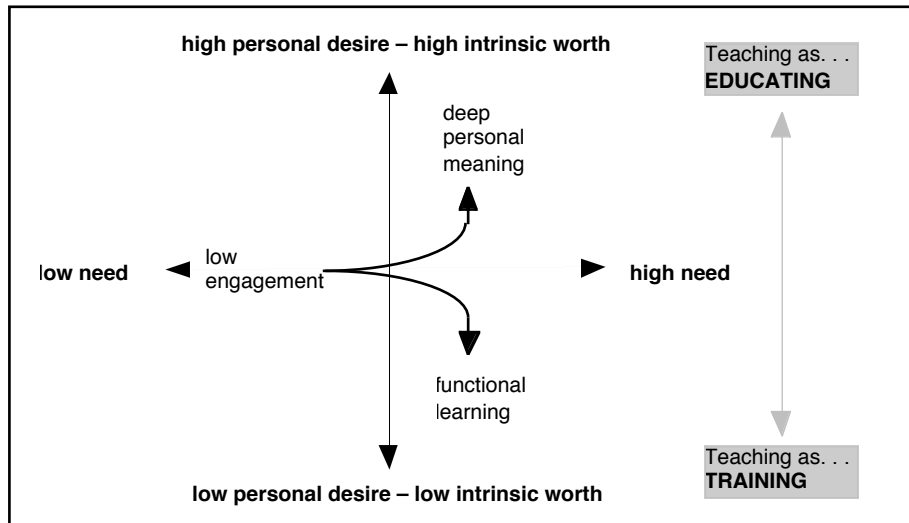 high personal desire – high intrinsic worth
Teaching as. . .
EDUCATING
deep
personal
meaning
low need
low
engagement
high need
functional
learning
Teaching as. . .
TRAINING
low personal desire – low intrinsic worth